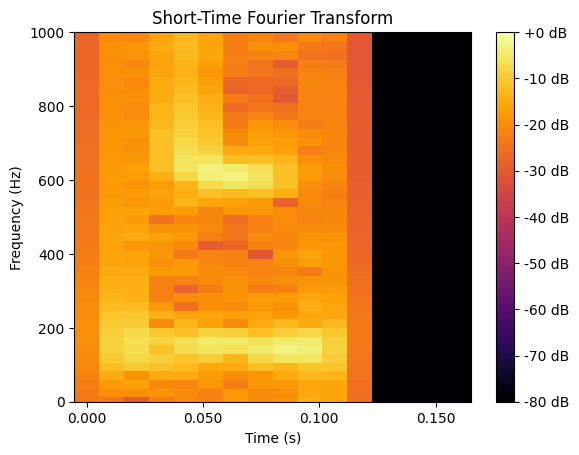 Short-Time Fourier Transform
Frequency (Hz)
1000
800
600
400
200
0
0.000
0.050
0.100
0.150
Time (s)
+0 dB
-10 dB
-20 dB
-30 dB
-40 dB
-50 dB
-60 dB
-70 dB
-80 dB